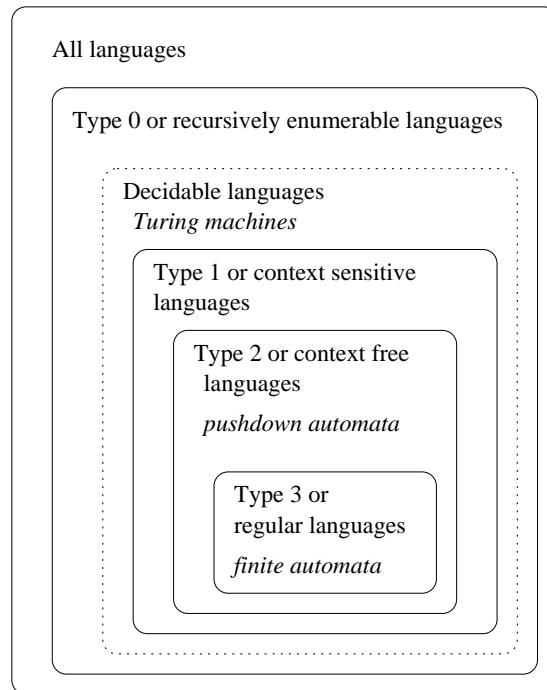 All languages
Type 0 or recursively enumerable languages
Decidable languages
Turing machines
Type 1 or context sensitive
languages
Type 2 or context free
languages
pushdown automata
Type 3 or
regular languages
finite automata